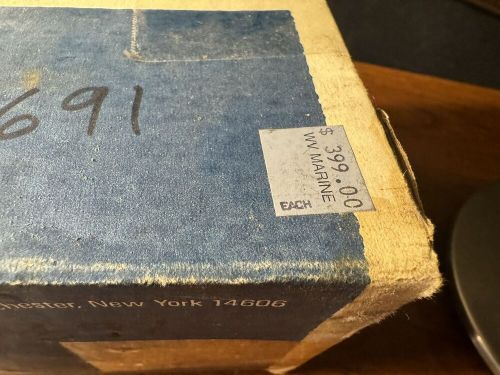 691
$ 399.00
WV MARINE
EACH
chester, New York 14606